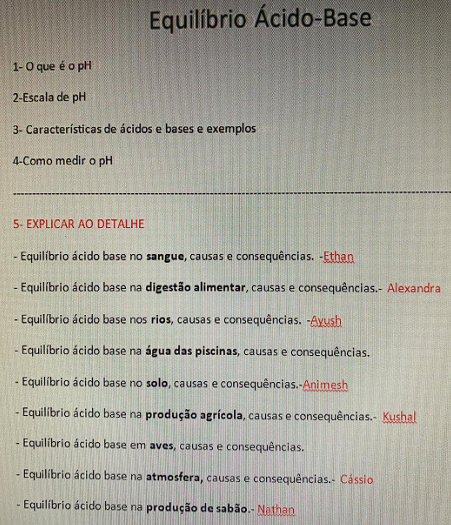 Equilíbrio Ácido-Base
1- O que é o pH
2-Escala de pH
3- Características de ácidos e bases e exemplos
4-Como medir o pH
5- EXPLICAR AO DETALHE
- Equilíbrio ácido base no sangue, causas e consequências. -Ethan
- Equilíbrio ácido base na digestão alimentar, causas e consequências.- Alexandra
- Equilíbrio ácido base nos rios, causas e consequências. -Ayush
- Equilíbrio ácido base na água das piscinas, causas e consequências.
- Equilíbrio ácido base no solo, causas e consequências.-Animesh
- Equilíbrio ácido base na produção agrícola, causas e consequências.- Kushal
- Equilíbrio ácido base em aves, causas e consequências.
- Equilíbrio ácido base na atmosfera, causas e consequências.- Cássio
- Equilíbrio ácido base na produção de sabão.- Nathan